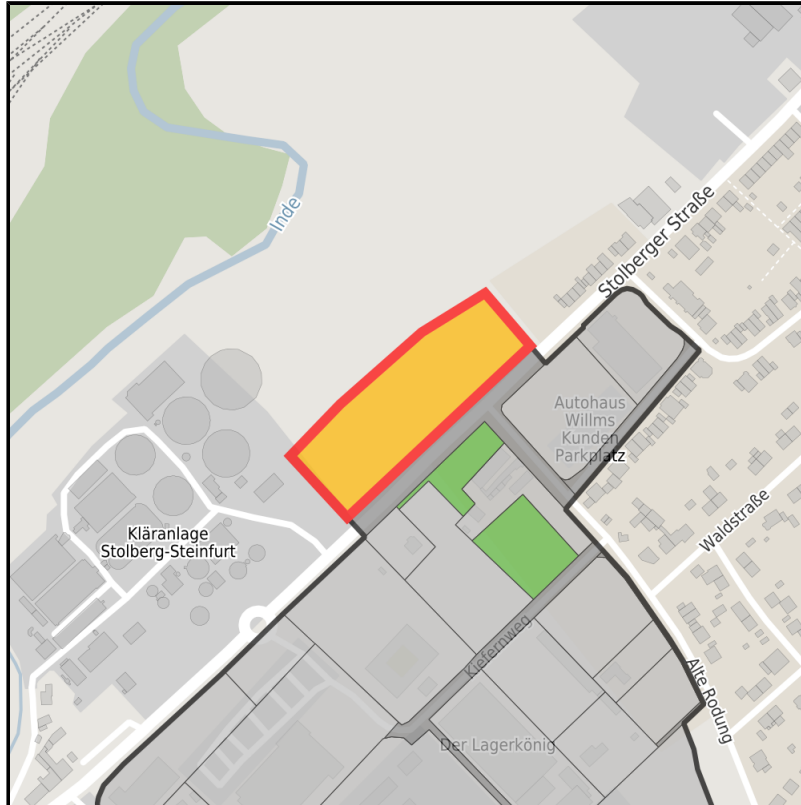 Inde
Stolberger Straße
Autohaus
Willms
Kunden
Parkplatz
Waldstraße
Kläranlage
Stolberg-Steinfurt
Kiefernweg
Alte Rodung
Der Lagerkönig